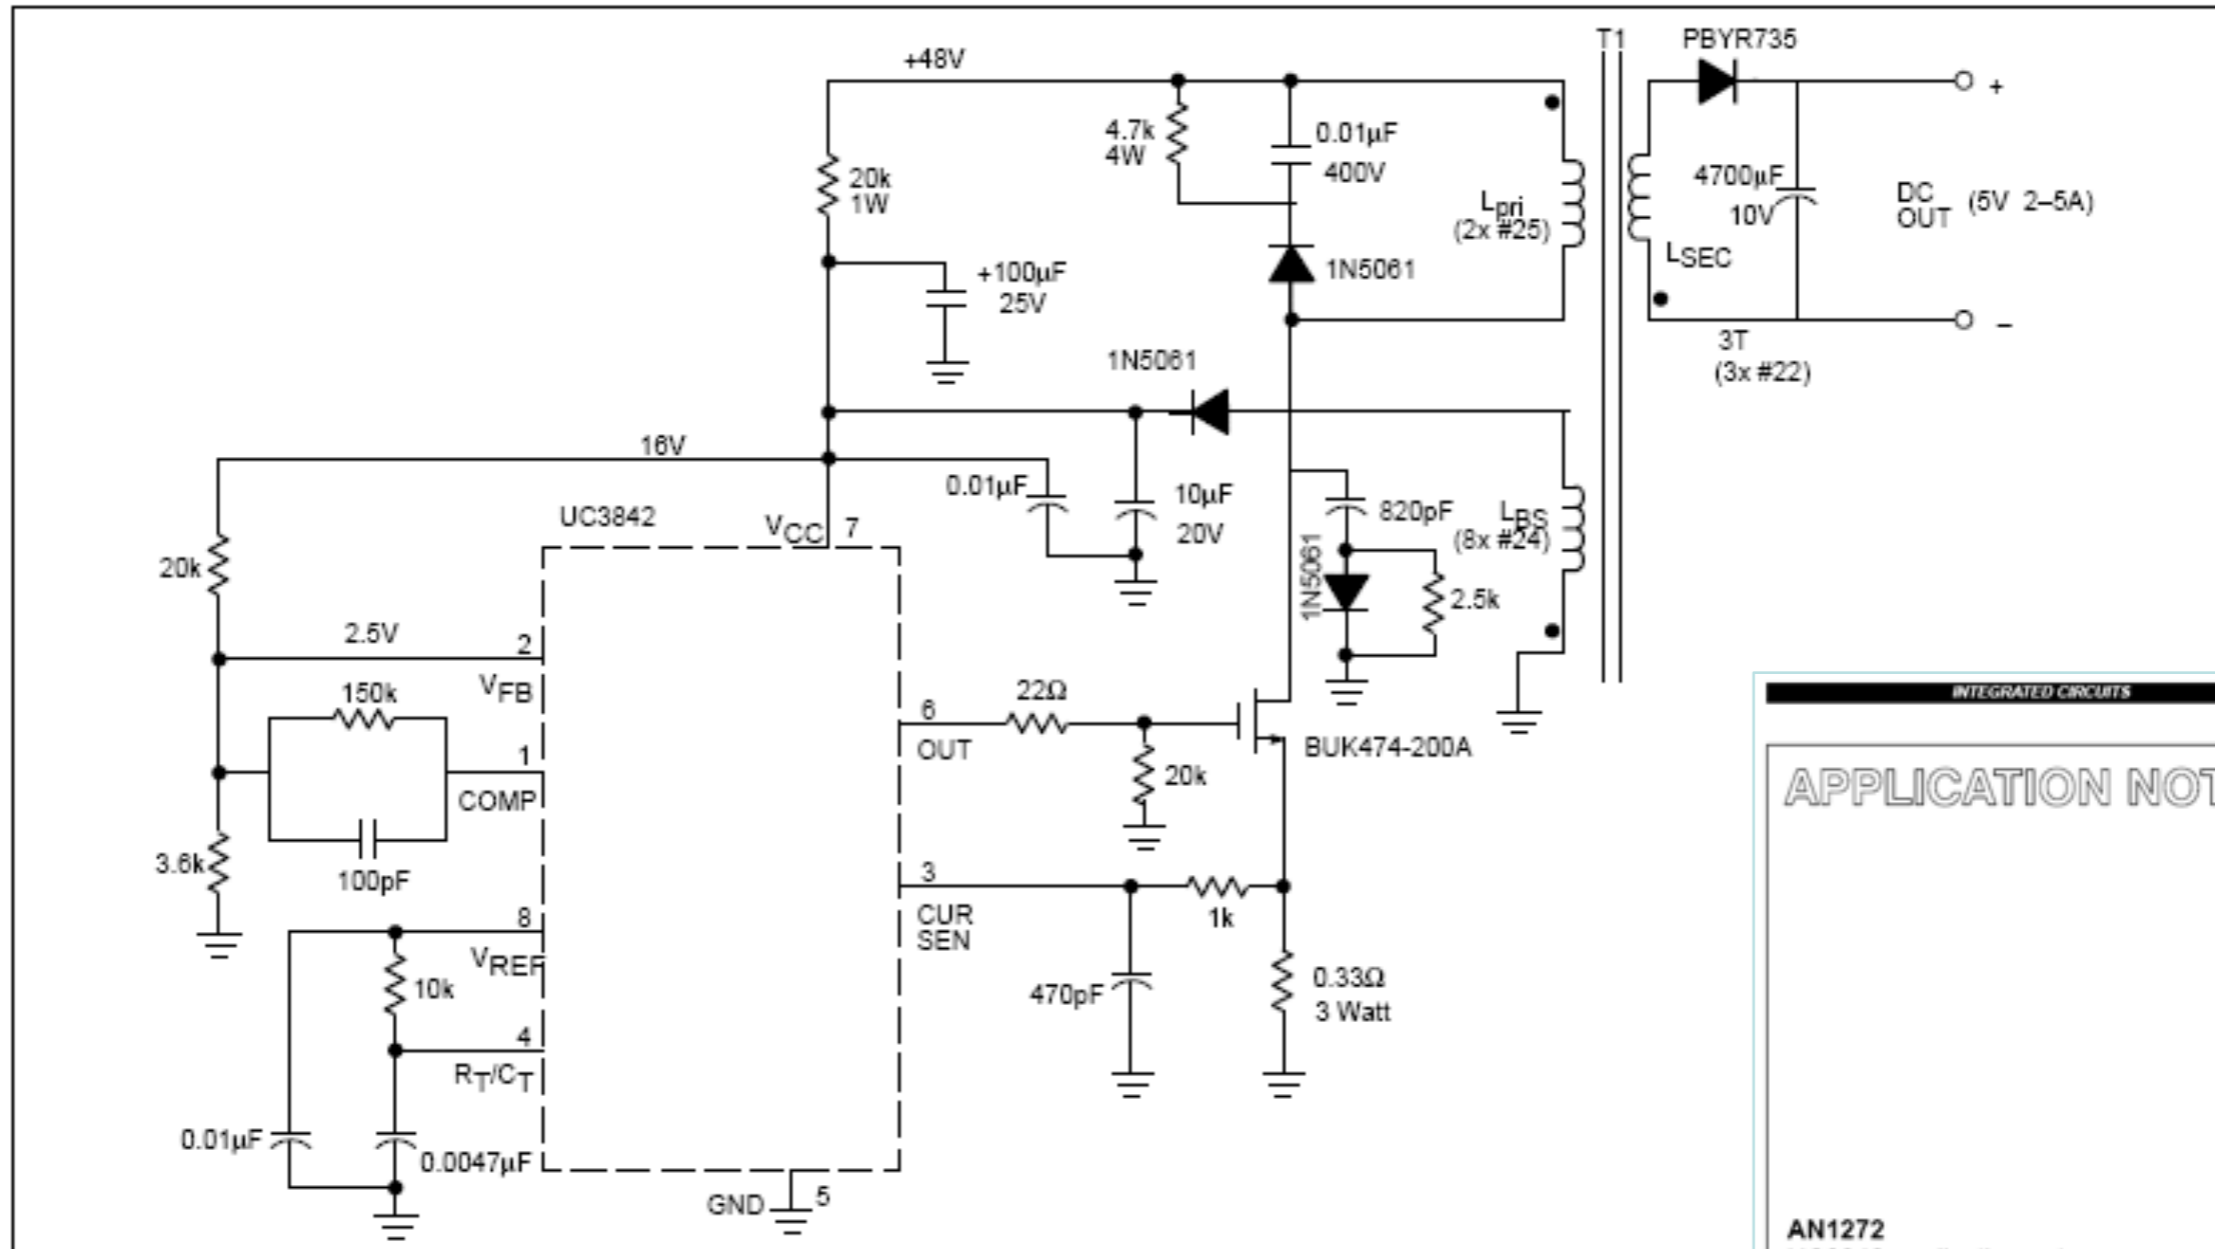 +48V
T1
PBYR735
+
4.7k
4W
0.01µF
400V
20k
1W
Lpri
(2x #25)
4700µF
10V
DC
OUT
(5V 2–5A)
LSEC
+100µF
25V
1N5061
–
3T
(3x #22)
1N5061
16V
0.01µF
10µF
20V
820pF
LBS
(8x #24)
UC3842
VCC
7
20k
1N5061
2.5k
2.5V
2
VFB
150k
22Ω
6
OUT
1
COMP
20k
BUK474-200A
3.6k
100pF
3
CUR
SEN
1k
8
VREF
10k
470pF
0.33Ω
3 Watt
4
RT/CT
0.01µF
0.0047µF
GND
5
INTEGRATED CIRCUITS
APPLICATION NOT
AN1272